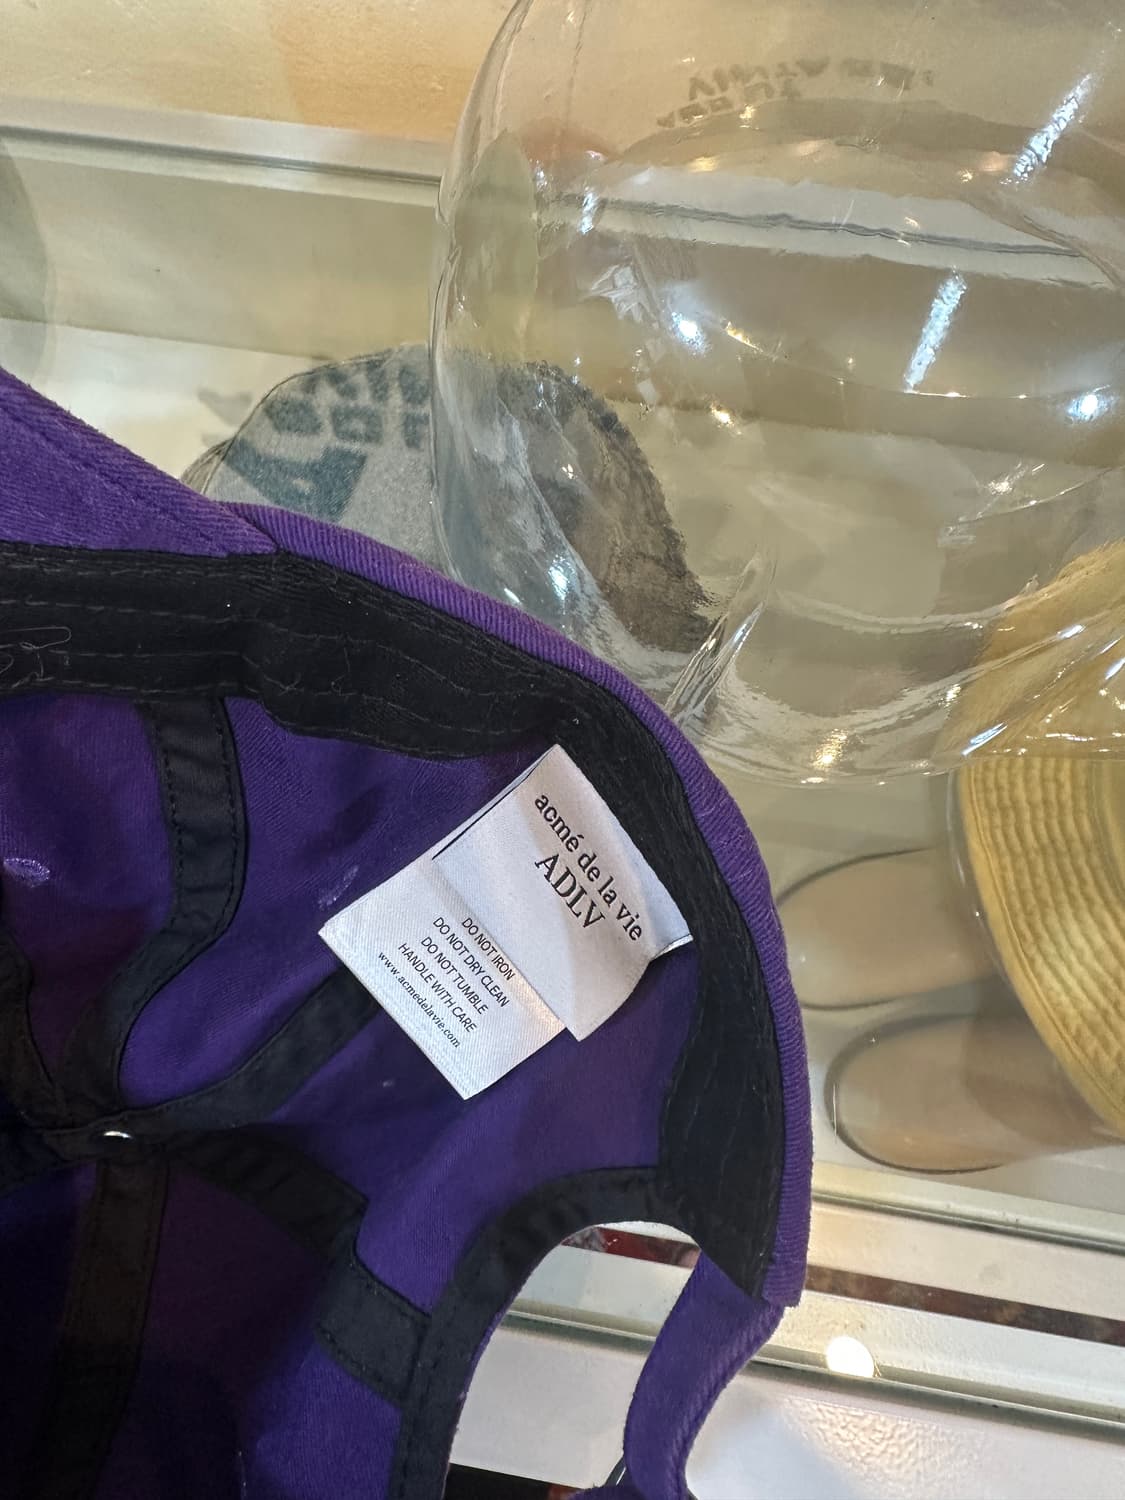 acmé de la vie
ADLV
DO NOT IRON
DO NOT DRY CLEAN
DO NOT TUMBLE
HANDLE WITH CARE
www.acmedelavie.com